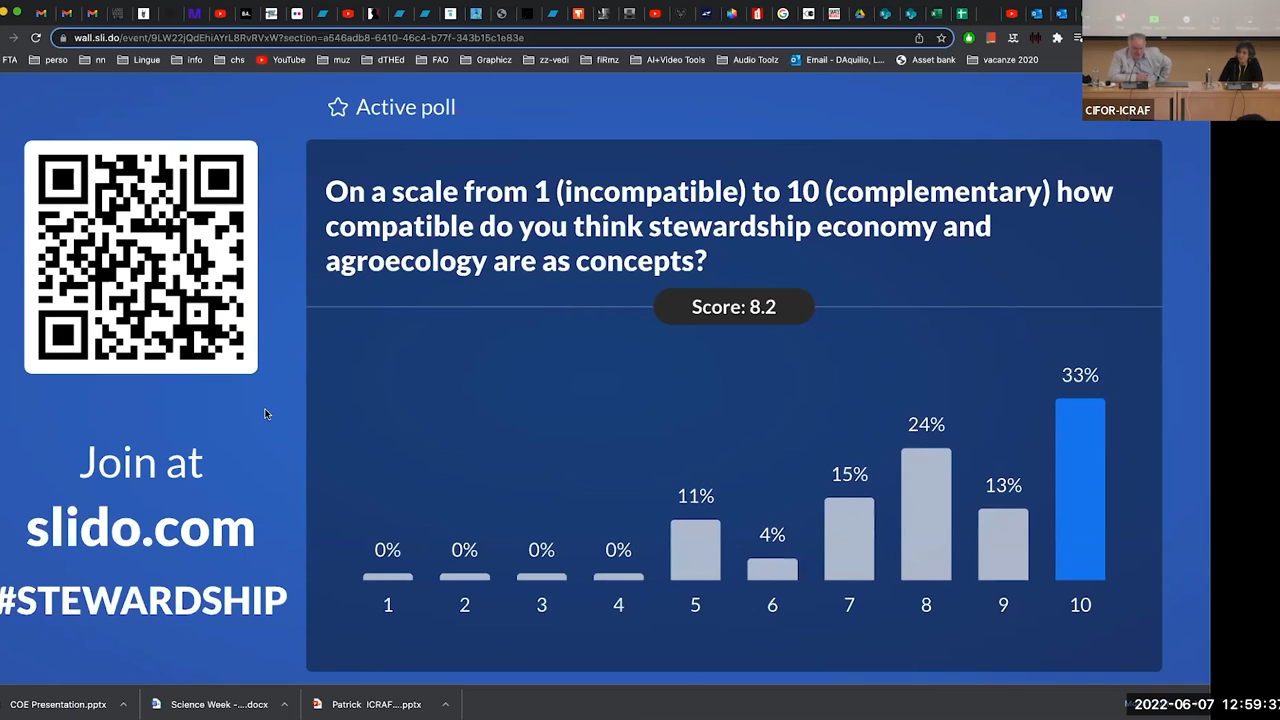 wall.sli.do/event/9LW22jQdEhiAYrL8RvRVxW?section=a546adb8-6410-46c4-b77f-343b15c1e83e
FTA perso nn Lingue info chs YouTube muz dTHEd FAO Graphicz zz-vedi fiRmz AI+Video Tools Audio Toolz Email - DAquilio, L... Asset bank vacanze 2020
CIFOR-ICRAF
Active poll
On a scale from 1 (incompatible) to 10 (complementary) how
compatible do you think stewardship economy and
agroecology are as concepts?
Score: 8.2
0% 0% 0% 0% 11% 4% 15% 24% 13% 33%
1 2 3 4 5 6 7 8 9 10
Join at
slido.com
#STEWARDSHIP
COE Presentation.pptx
Science Week -....docx
Patrick ICRAF....pptx
2022-06-07 12:59:37